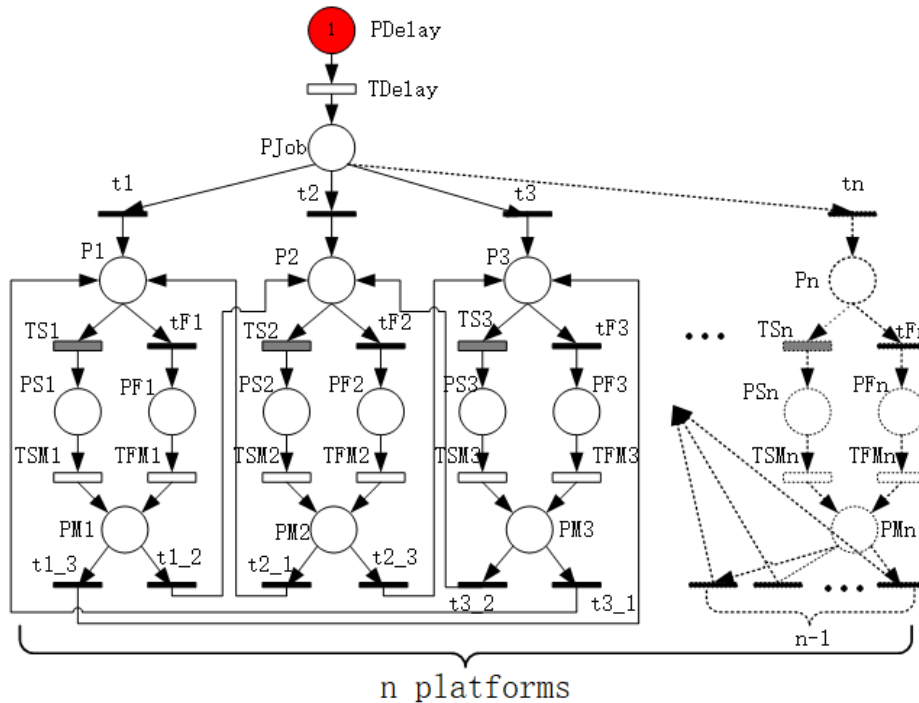 1 PDelay
TDelay
PJob
t1 t2 t3 tn
P1 P2 P3 Pn
TS1 tF1 TS2 tF2 TS3 tF3 TSn tFn
PS1 PF1 PS2 PF2 PS3 PF3 PSn PFn
TSM1 TFM1 TSM2 TFM2 TSM3 TFM3 TSMn TFMn
PM1 PM2 PM3 PMn
t1_3 t1_2 t2_1 t2_3
t3_2 t3_1
n-1
n platforms